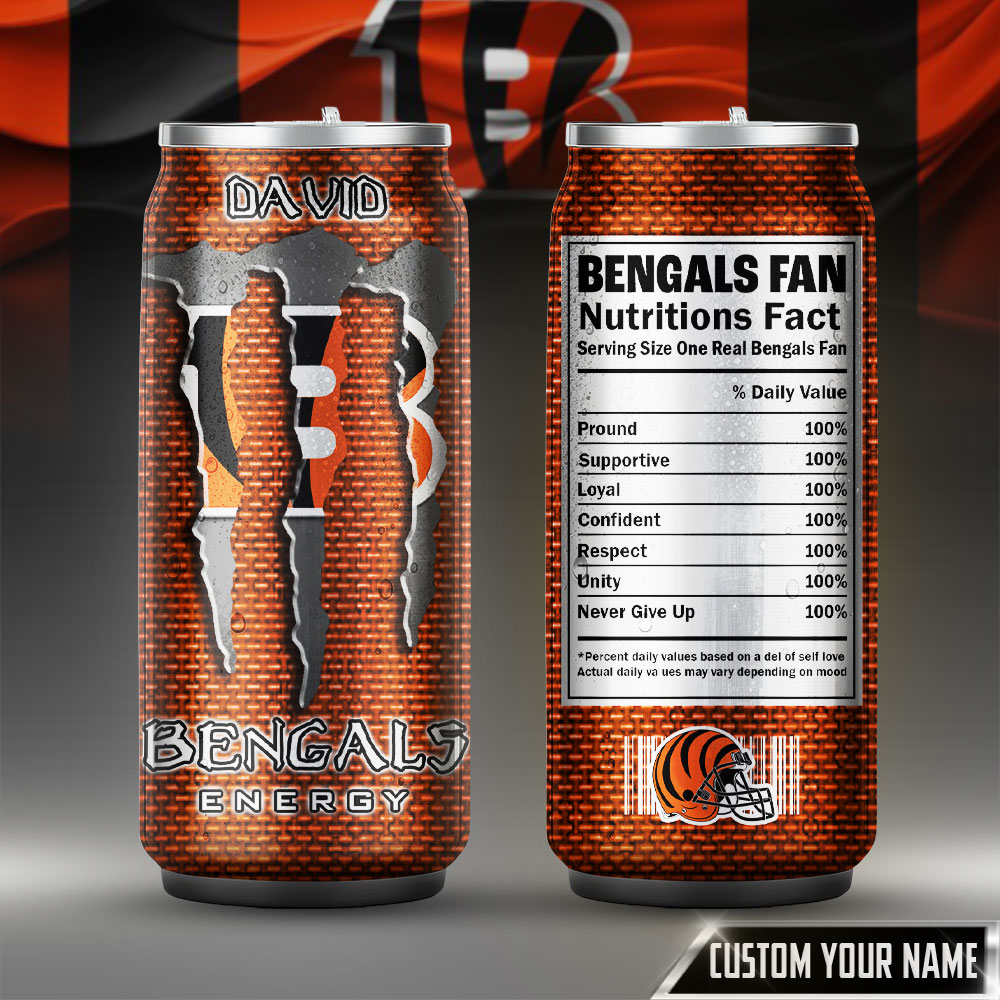 DAVID
BENGALS
ENERGY
BENGALS FAN
Nutritions Fact
Serving Size One Real Bengals Fan
% Daily Value
Pround 100%
Supportive 100%
Loyal 100%
Confident 100%
Respect 100%
Unity 100%
Never Give Up 100%
*Percent daily values based on a del of self love
Actual daily va ues may vary depending on mood
CUSTOM YOUR NAME